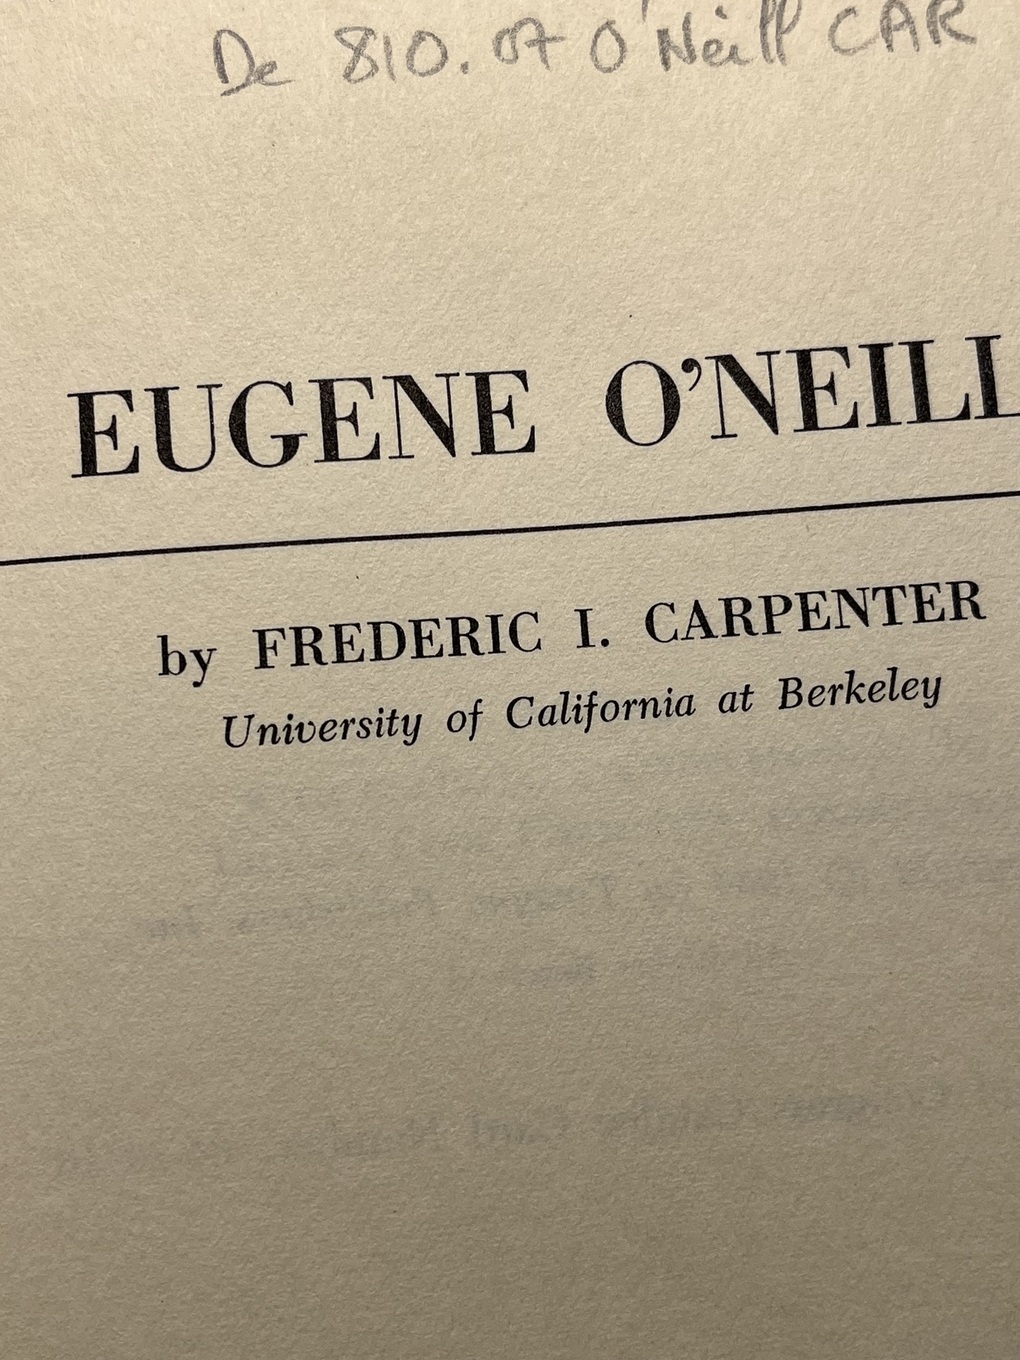 De 810.07 O'Neill CAR
EUGENE O'NEILL
by FREDERIC I. CARPENTER
University of California at Berkeley